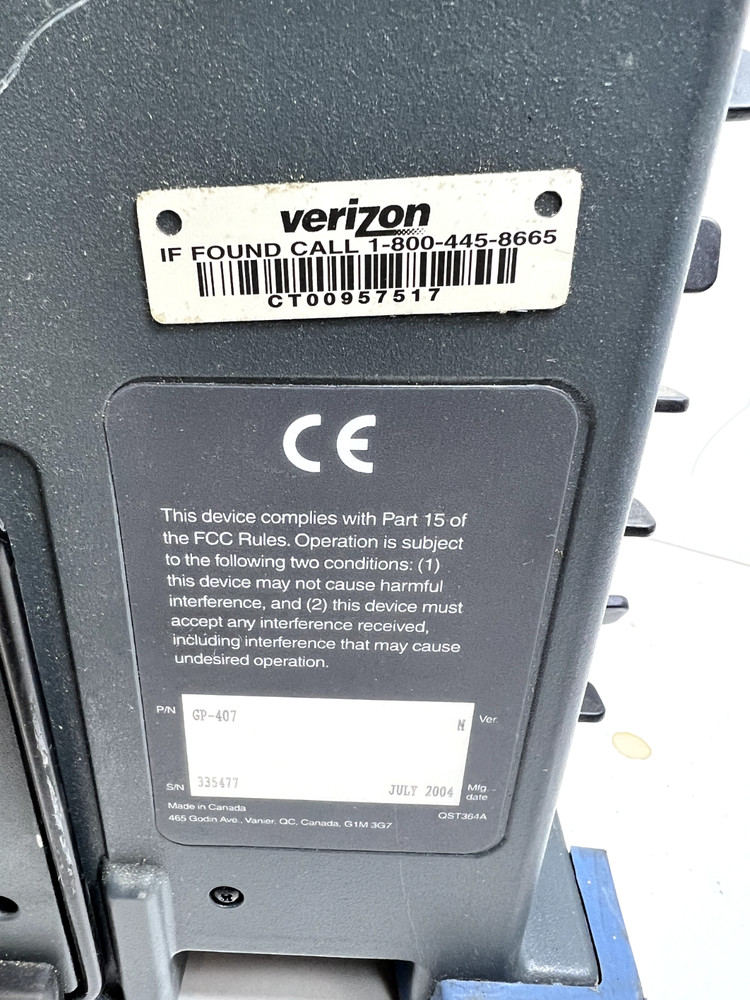 verizon
IF FOUND CALL 1-800-445-8665
CT00957517
CE
This device complies with Part 15 of
the FCC Rules. Operation is subject
to the following two conditions: (1)
this device may not cause harmful
interference, and (2) this device must
accept any interference received,
including interference that may cause
undesired operation.
P/N GP-407 N Ver.
S/N 335477 JULY 2004 Mfg. date
Made in Canada
465 Godin Ave., Vanier, QC, Canada, G1M 3G7 QST364A